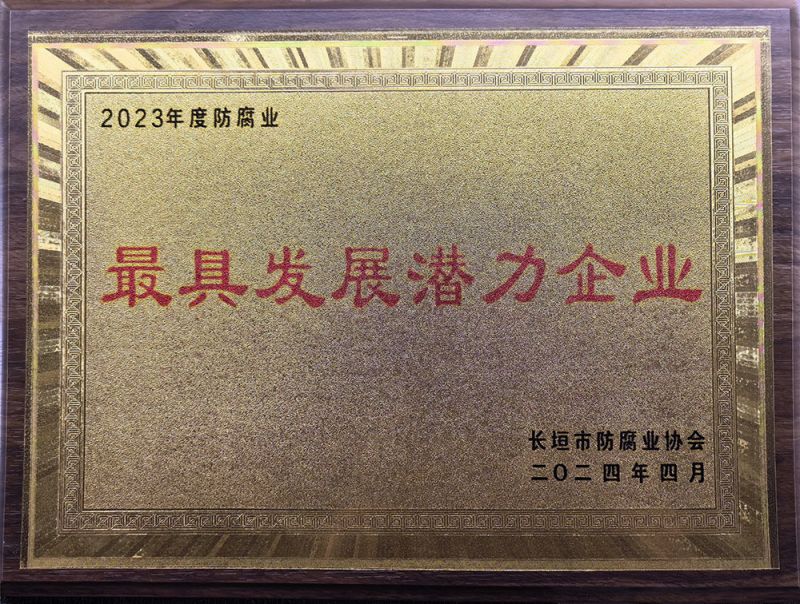 2023年度防腐业
最具发展潜力企业
长垣市防腐业协会
二〇二四年四月